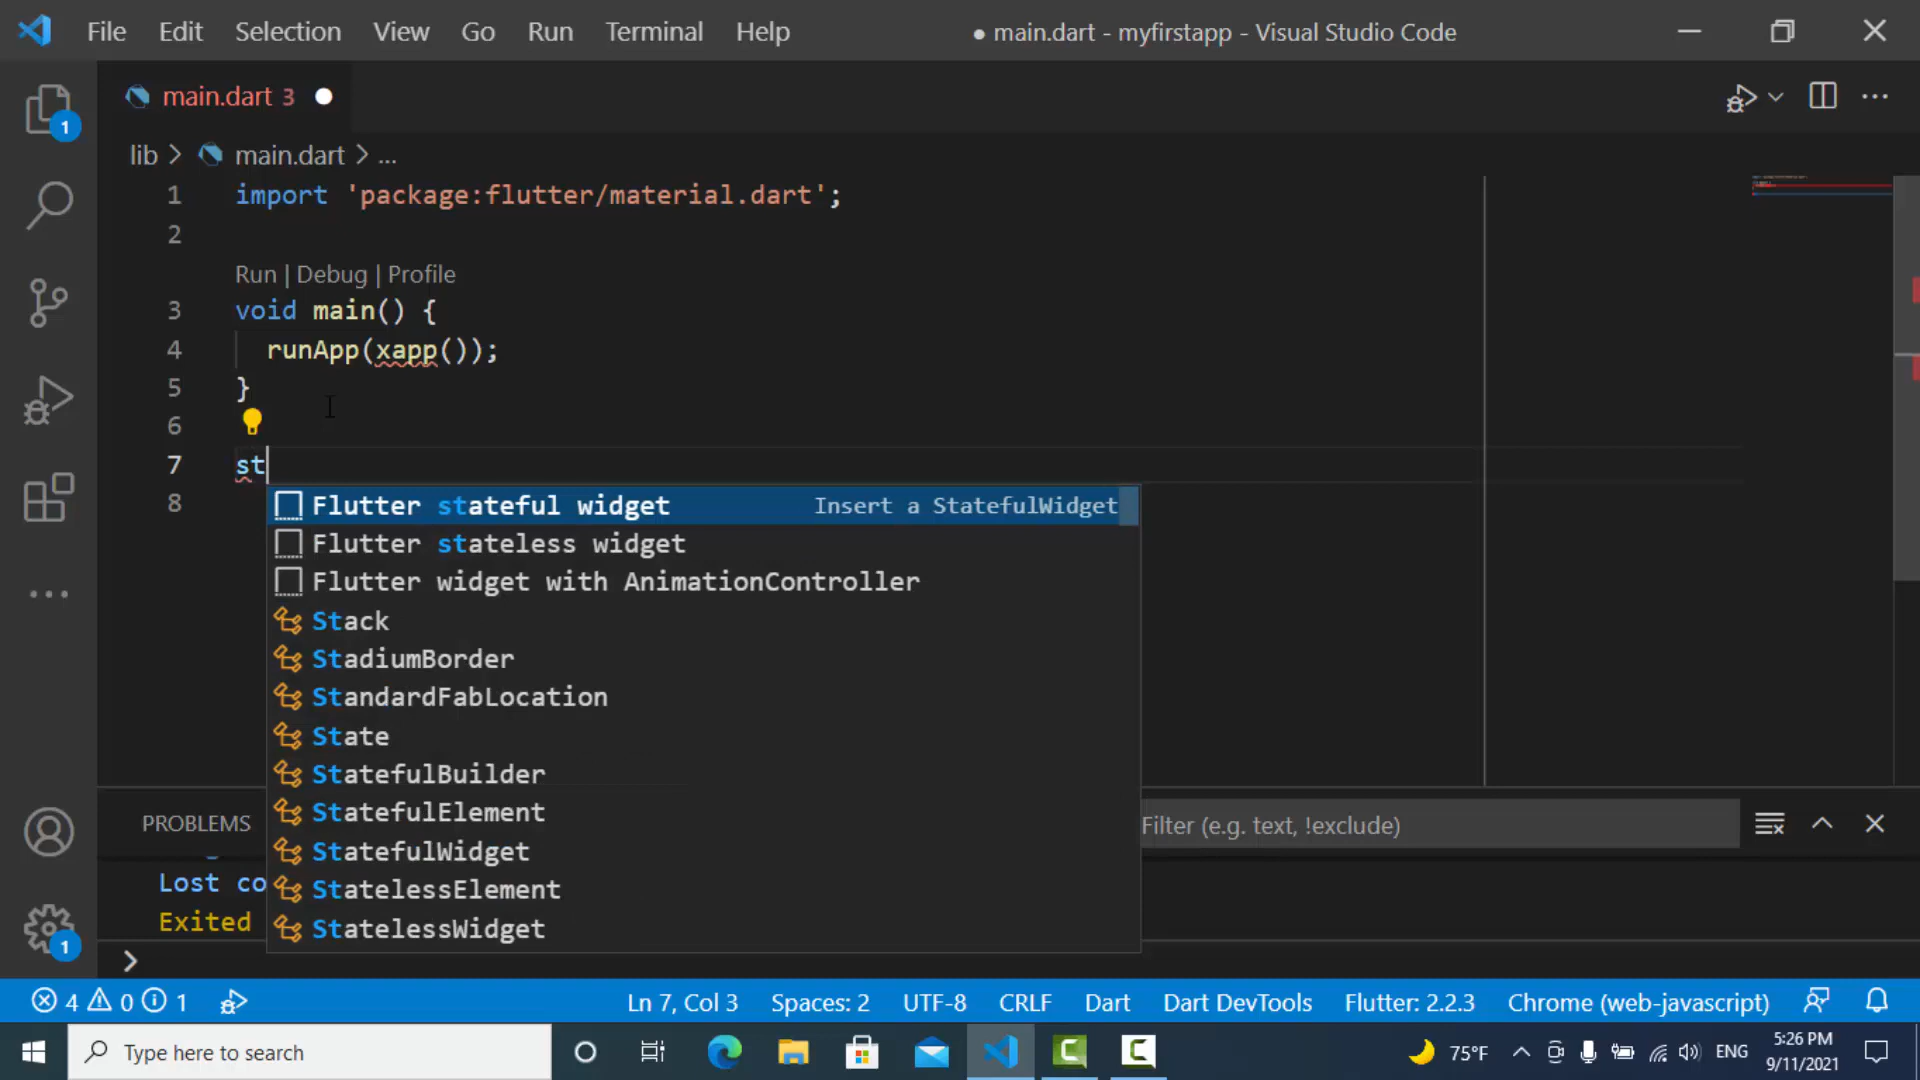 File Edit Selection View Go Run Terminal Help ● main.dart - myfirstapp - Visual Studio Code
main.dart 3 ●
lib > main.dart > ...
1 import 'package:flutter/material.dart';
2
Run | Debug | Profile
3 void main() {
4 runApp(xapp());
5 }
6
7 st
8
Flutter stateful widget Insert a StatefulWidget
Flutter stateless widget
Flutter widget with AnimationController
Stack
StadiumBorder
StandardFabLocation
State
StatefulBuilder
StatefulElement
StatefulWidget
StatelessElement
StatelessWidget
1
PROBLEMS Filter (e.g. text, !exclude)
Lost co
Exited
1
>
4 0 1 Ln 7, Col 3 Spaces: 2 UTF-8 CRLF Dart Dart DevTools Flutter: 2.2.3 Chrome (web-javascript)
Type here to search 75°F ENG 5:26 PM
9/11/2021